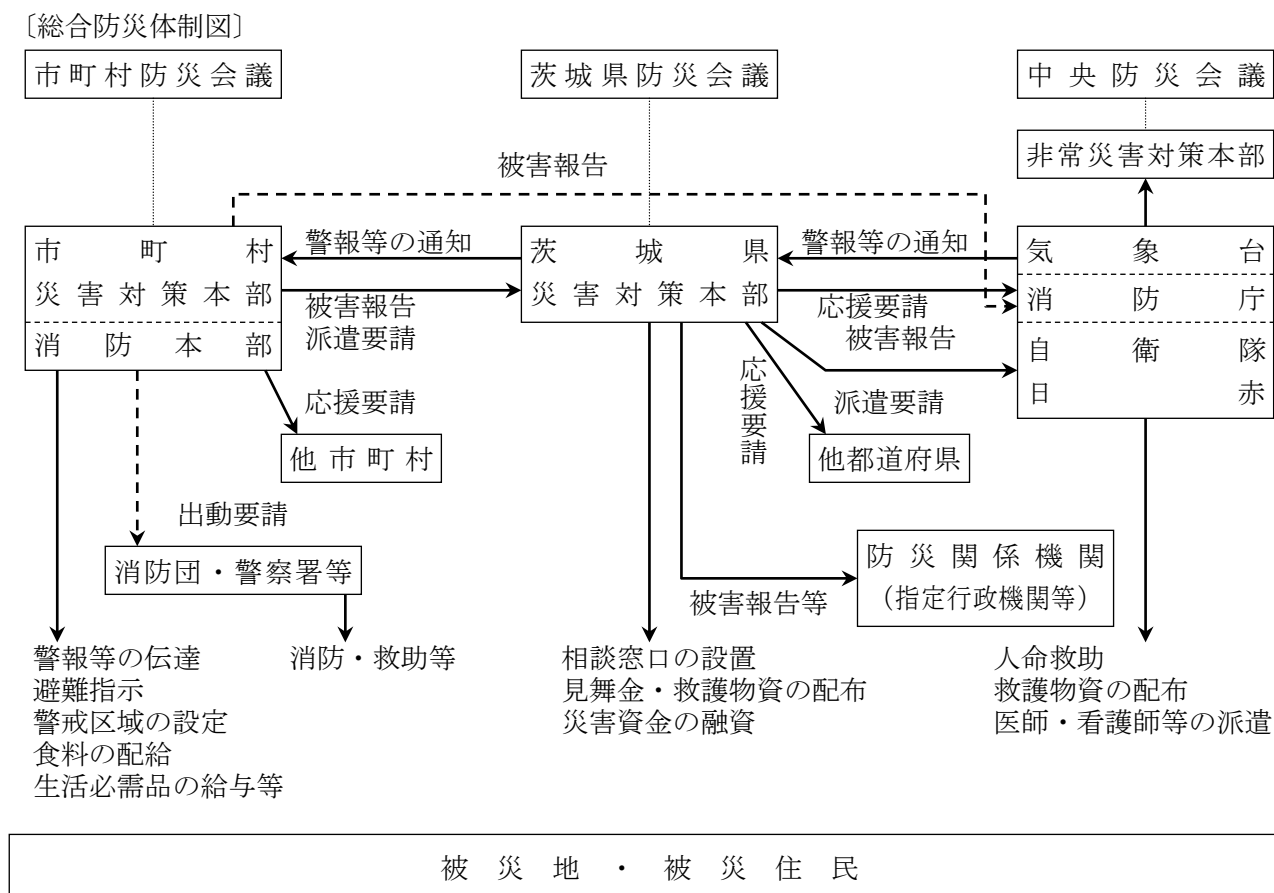 〔総合防災体制図〕
市町村防災会議
茨城県防災会議
中央防災会議
非常災害対策本部
被害報告
市町村
災害対策本部
消防本部
警報等の通知
被害報告
派遣要請
茨城県
災害対策本部
警報等の通知
応援要請
被害報告
気象台
消防庁
自衛隊
日赤
応援要請
他市町村
応援要請
派遣要請
他都道府県
出動要請
消防団・警察署等
防災関係機関
（指定行政機関等）
被害報告等
警報等の伝達
避難指示
警戒区域の設定
食料の配給
生活必需品の給与等
消防・救助等
相談窓口の設置
見舞金・救護物資の配布
災害資金の融資
人命救助
救護物資の配布
医師・看護師等の派遣
被災地・被災住民